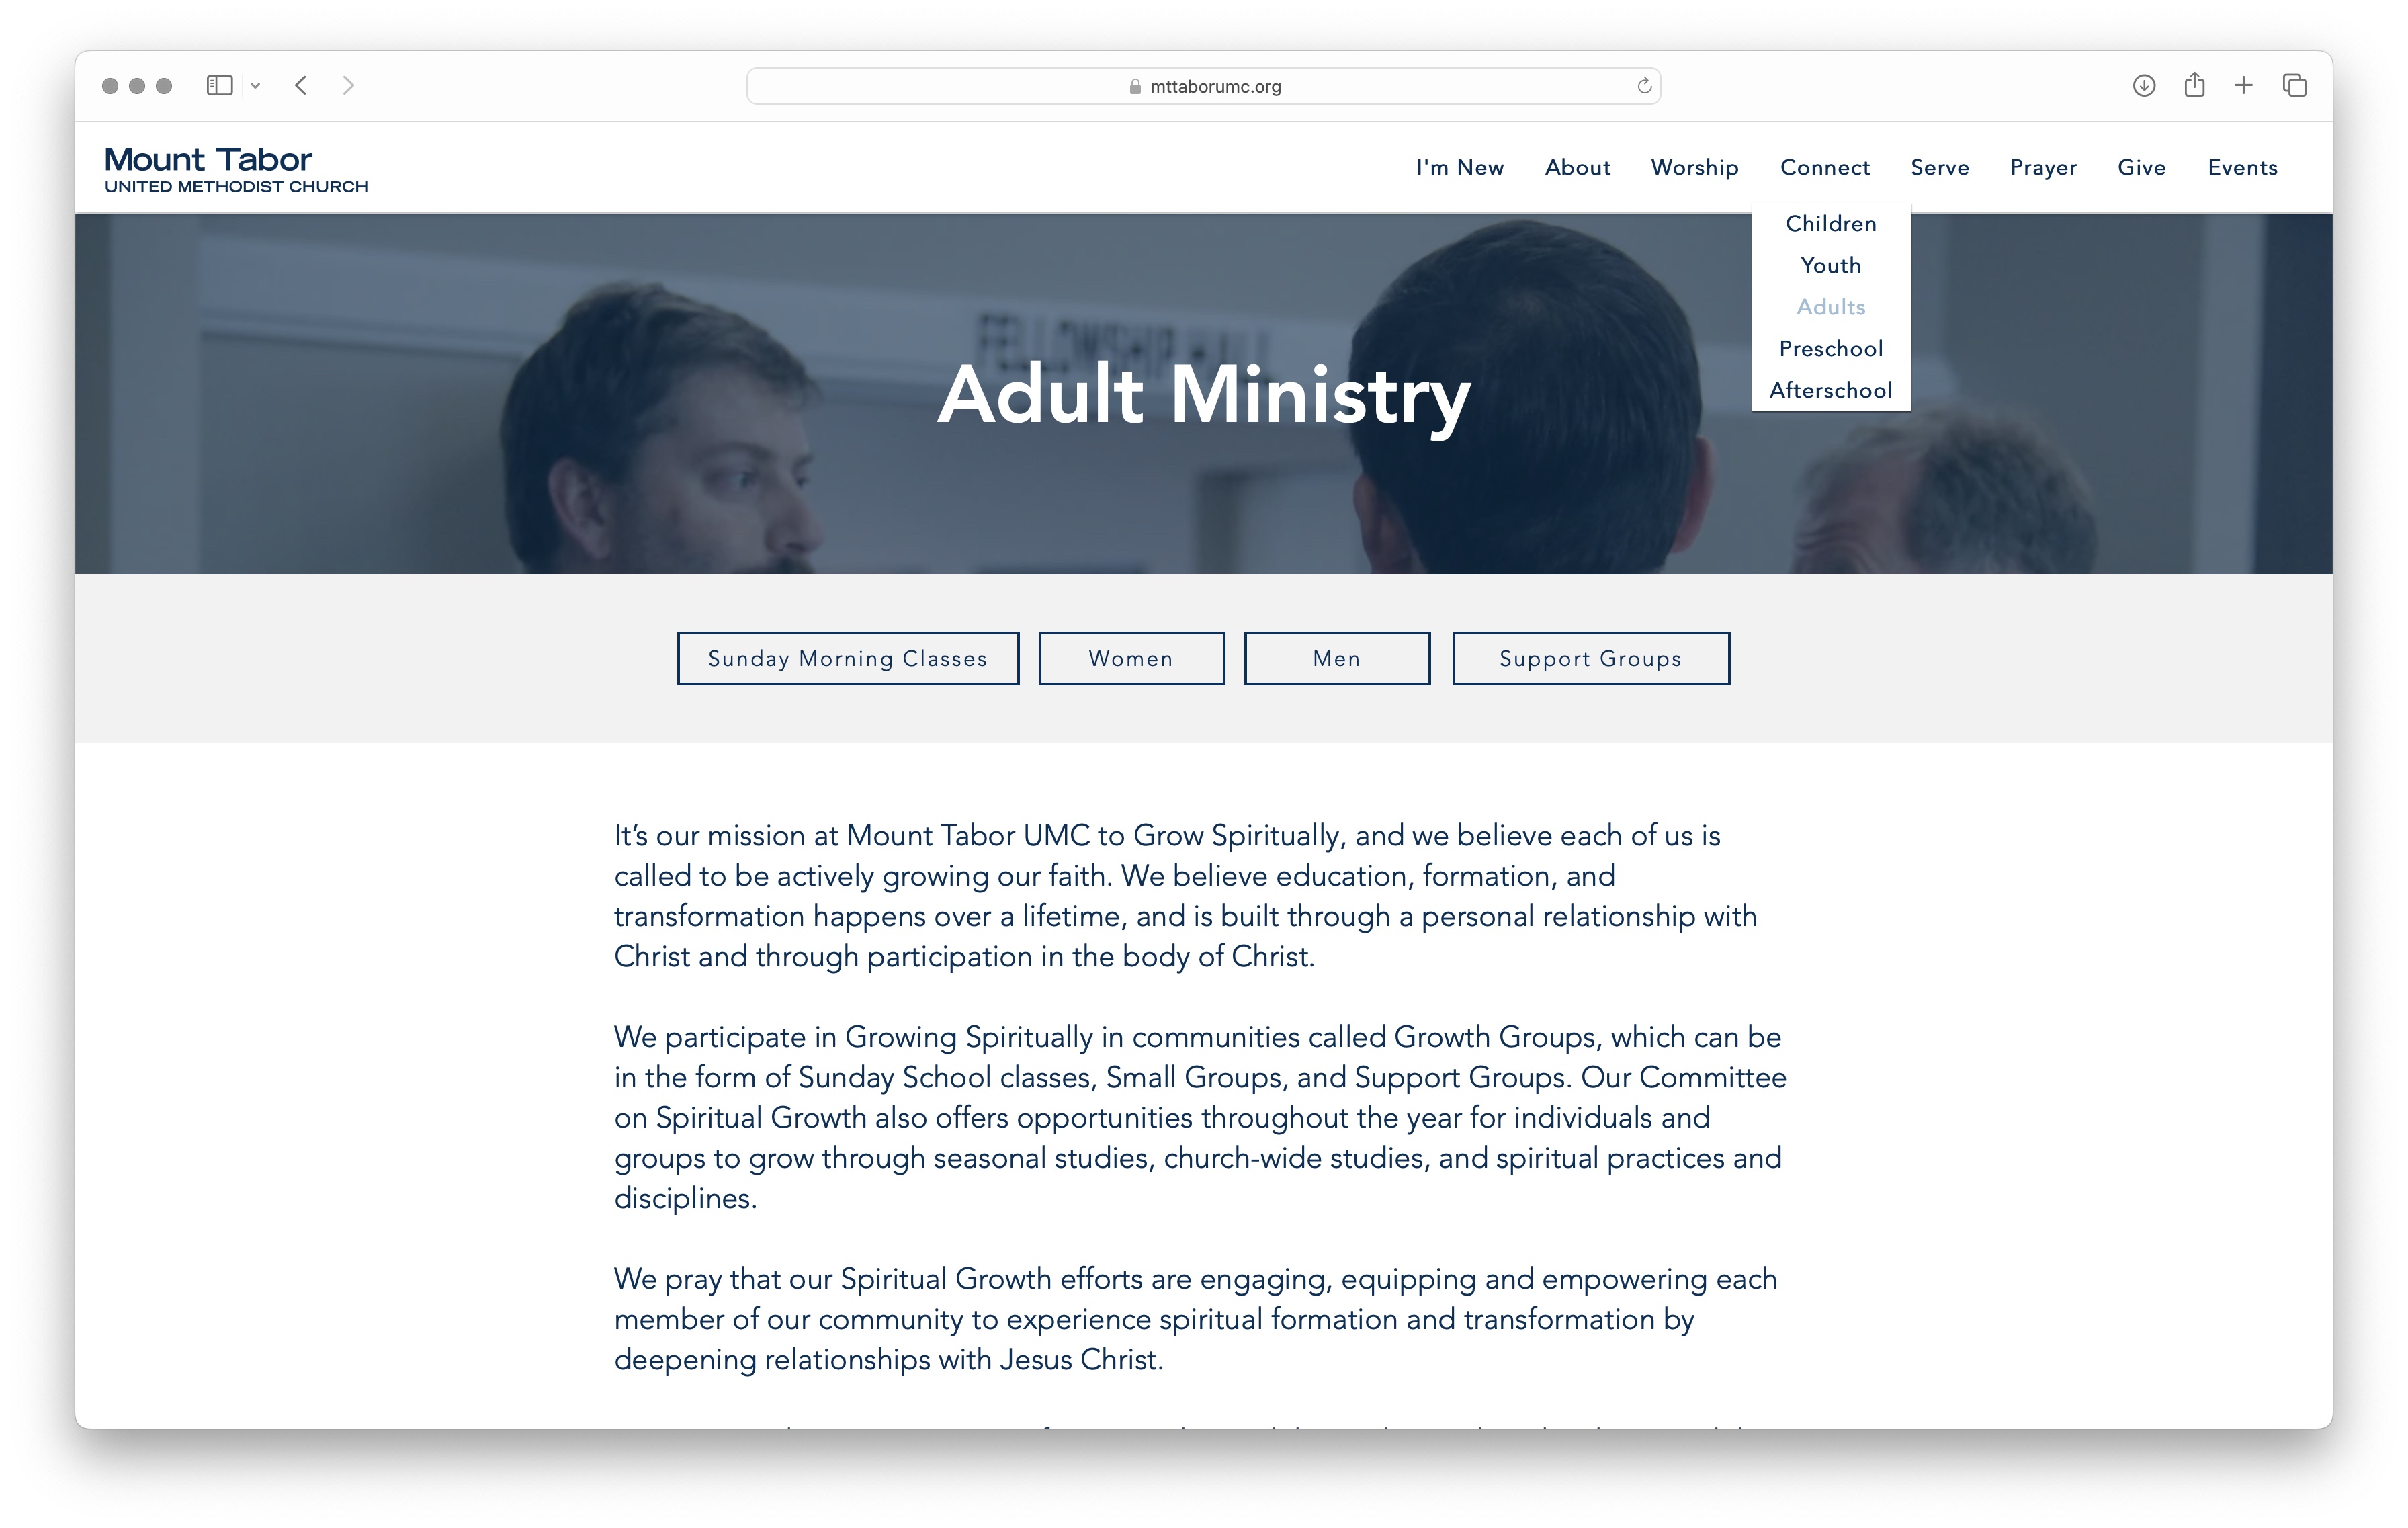 mttaborumc.org
Mount Tabor
UNITED METHODIST CHURCH
I'm New About Worship Connect Serve Prayer Give Events
Children
Youth
Adults
Preschool
Afterschool
FELLOWSHIP HALL
Adult Ministry
Sunday Morning Classes Women Men Support Groups
It’s our mission at Mount Tabor UMC to Grow Spiritually, and we believe each of us is
called to be actively growing our faith. We believe education, formation, and
transformation happens over a lifetime, and is built through a personal relationship with
Christ and through participation in the body of Christ.
We participate in Growing Spiritually in communities called Growth Groups, which can be
in the form of Sunday School classes, Small Groups, and Support Groups. Our Committee
on Spiritual Growth also offers opportunities throughout the year for individuals and
groups to grow through seasonal studies, church-wide studies, and spiritual practices and
disciplines.
We pray that our Spiritual Growth efforts are engaging, equipping and empowering each
member of our community to experience spiritual formation and transformation by
deepening relationships with Jesus Christ.